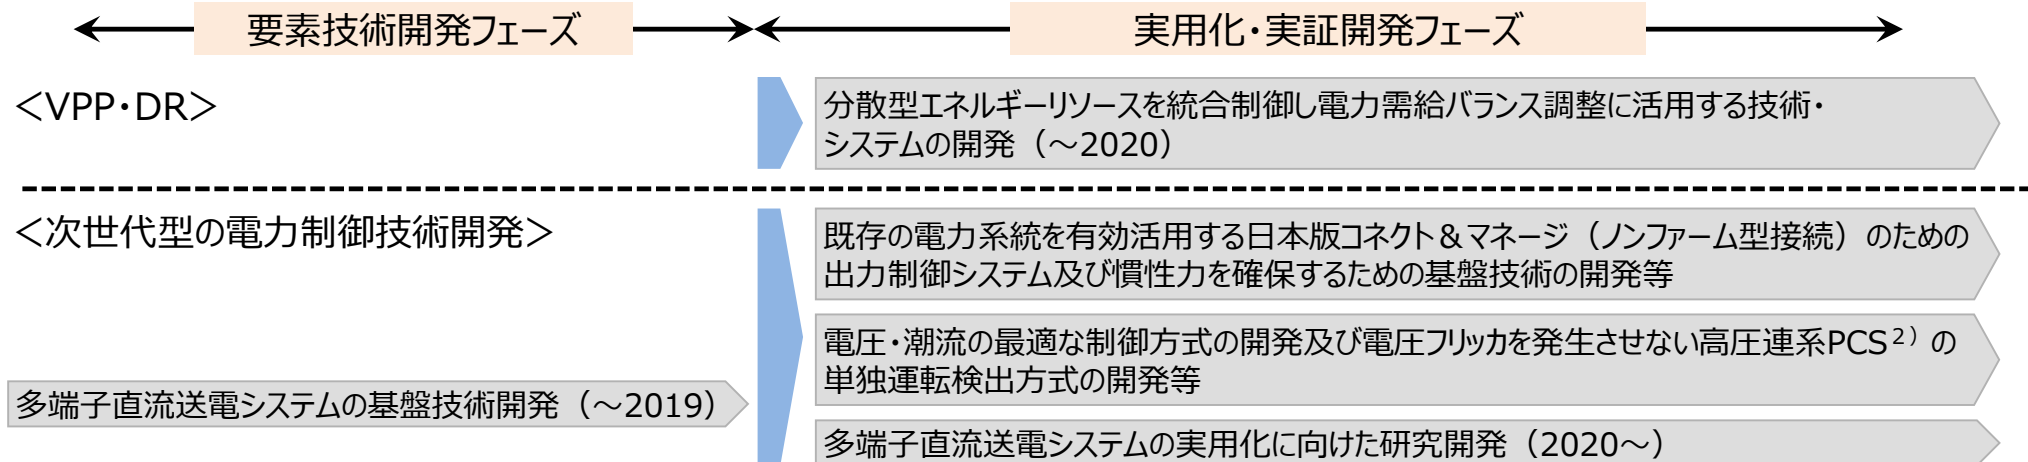 要素技術開発フェーズ
実用化・実証開発フェーズ
＜VPP・DR＞
分散型エネルギーリソースを統合制御し電力需給バランス調整に活用する技術・
システムの開発（～2020）
＜次世代型の電力制御技術開発＞
既存の電力系統を有効活用する日本版コネクト＆マネージ（ノンファーム型接続）のための
出力制御システム及び慣性力を確保するための基盤技術の開発等
電圧・潮流の最適な制御方式の開発及び電圧フリッカを発生させない高圧連系PCS²⁾の
単独運転検出方式の開発等
多端子直流送電システムの基盤技術開発（～2019）
多端子直流送電システムの実用化に向けた研究開発（2020～）